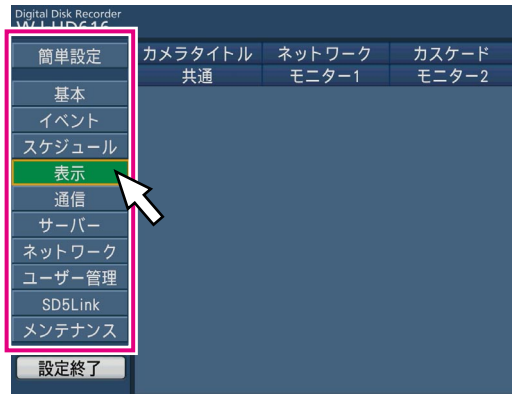 Digital Disk Recorder
簡単設定
カメラタイトル ネットワーク カスケード
共通 モニター1 モニター2
基本
イベント
スケジュール
表示
通信
サーバー
ネットワーク
ユーザー管理
SD5Link
メンテナンス
設定終了